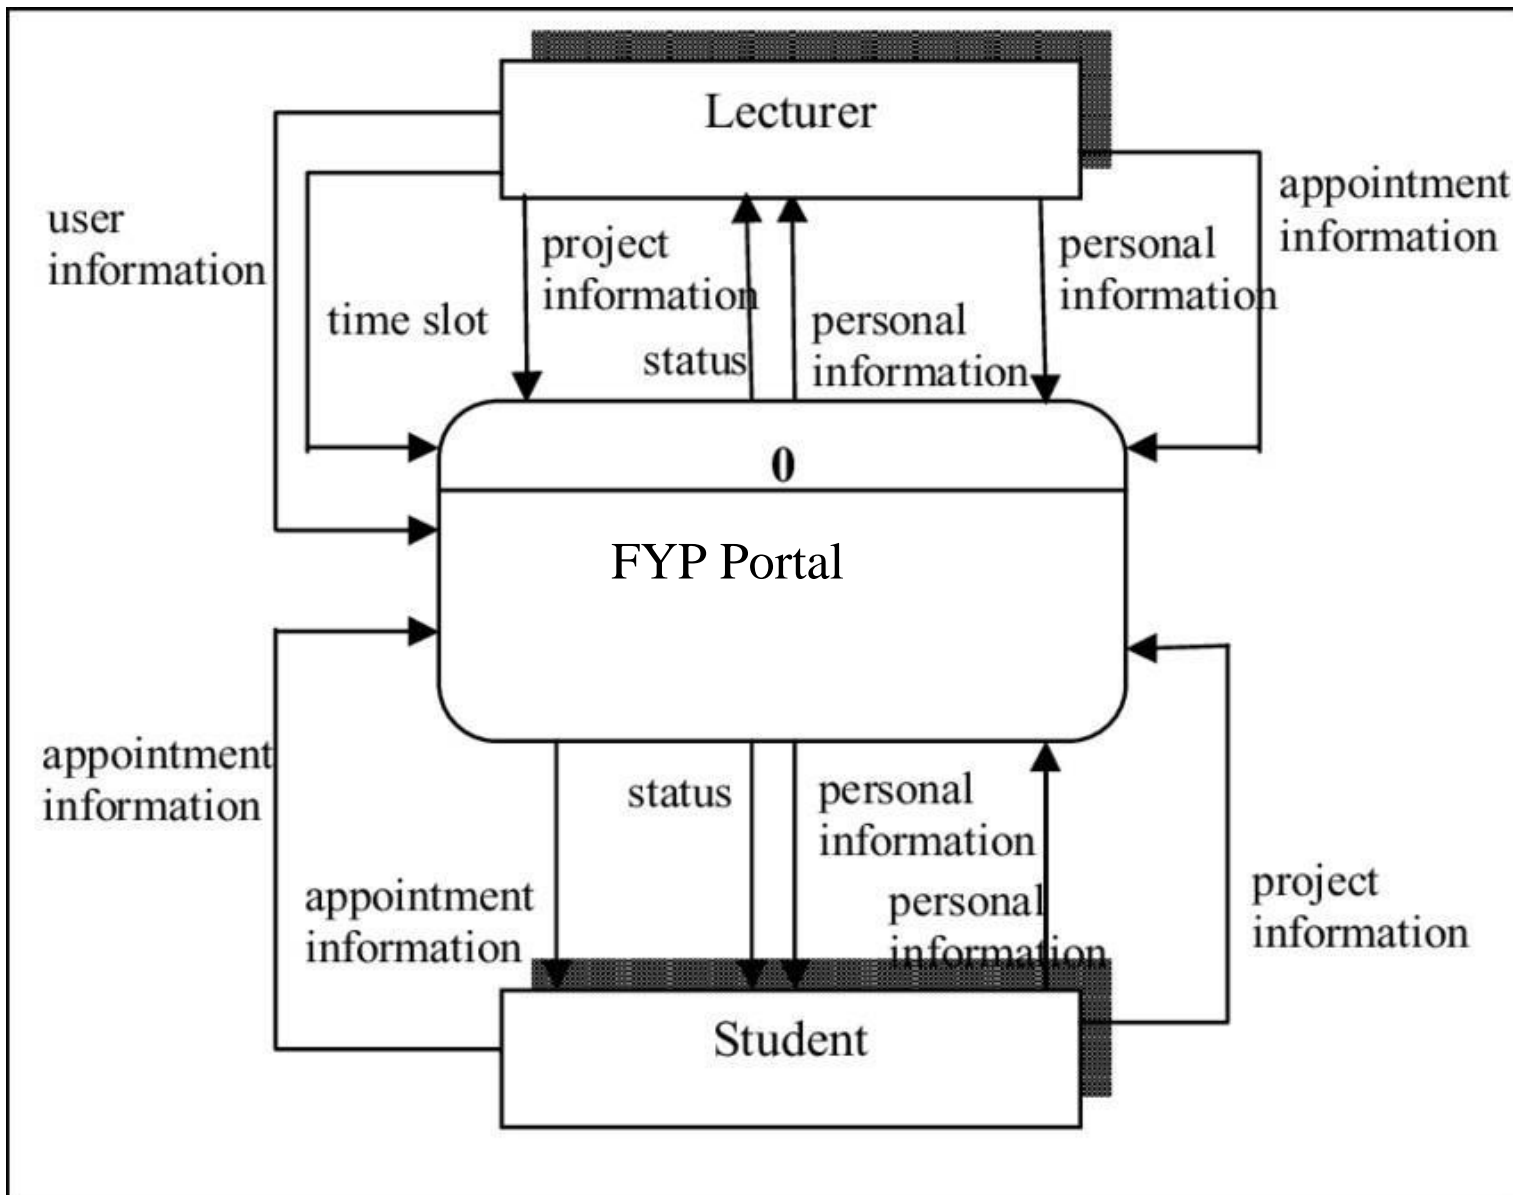 Lecturer
user
information
time slot
project
information
status
personal
information
personal
information
appointment
information
0
FYP Portal
appointment
information
appointment
information
status
personal
information
personal
information
project
information
Student